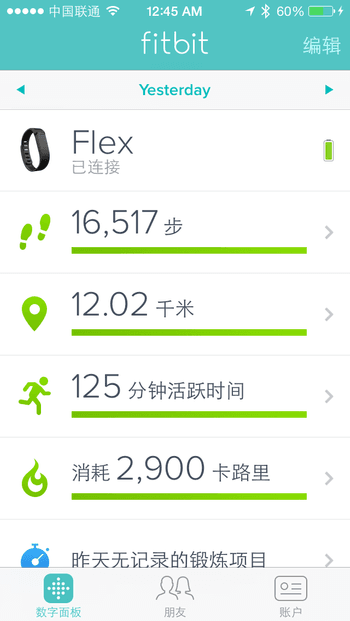 中国联通 12:45 AM 60%
fitbit 编辑
Yesterday
Flex
已连接
16,517 步
12.02 千米
125 分钟活跃时间
消耗 2,900 卡路里
昨天无记录的锻炼项目
数字面板 朋友 账户